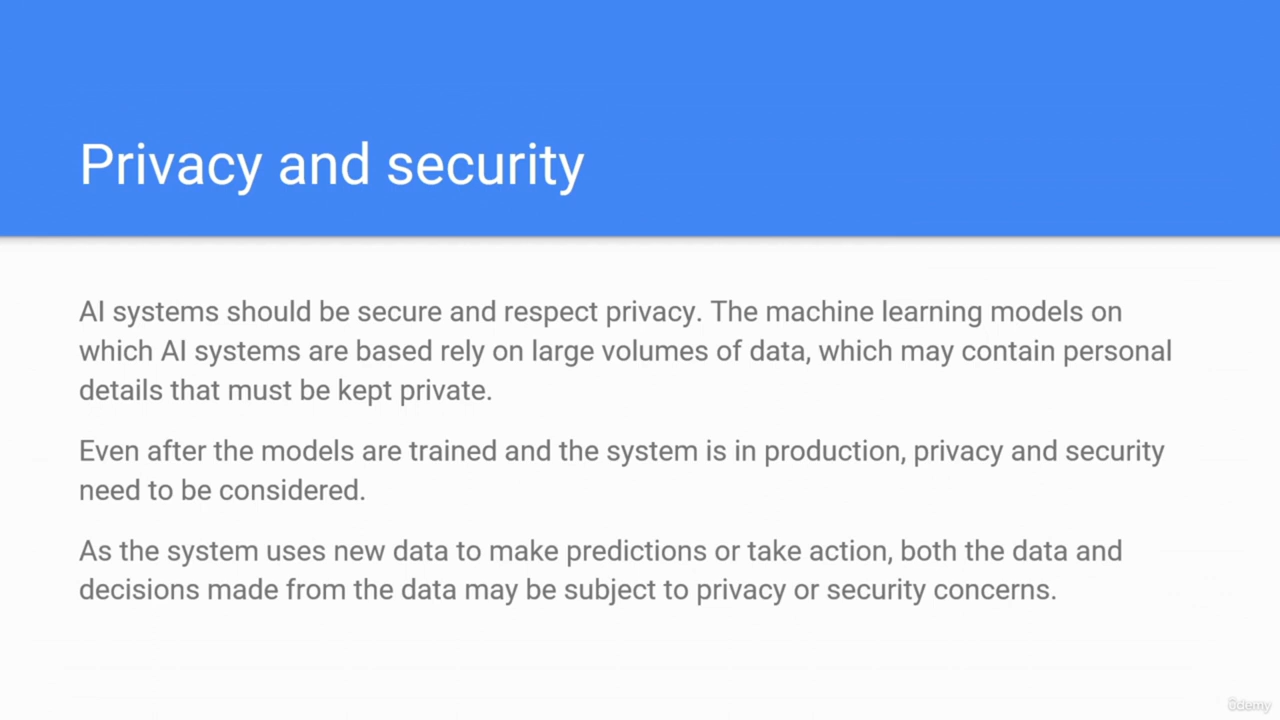 Privacy and security
AI systems should be secure and respect privacy. The machine learning models on
which AI systems are based rely on large volumes of data, which may contain personal
details that must be kept private.
Even after the models are trained and the system is in production, privacy and security
need to be considered.
As the system uses new data to make predictions or take action, both the data and
decisions made from the data may be subject to privacy or security concerns.
ûdemy